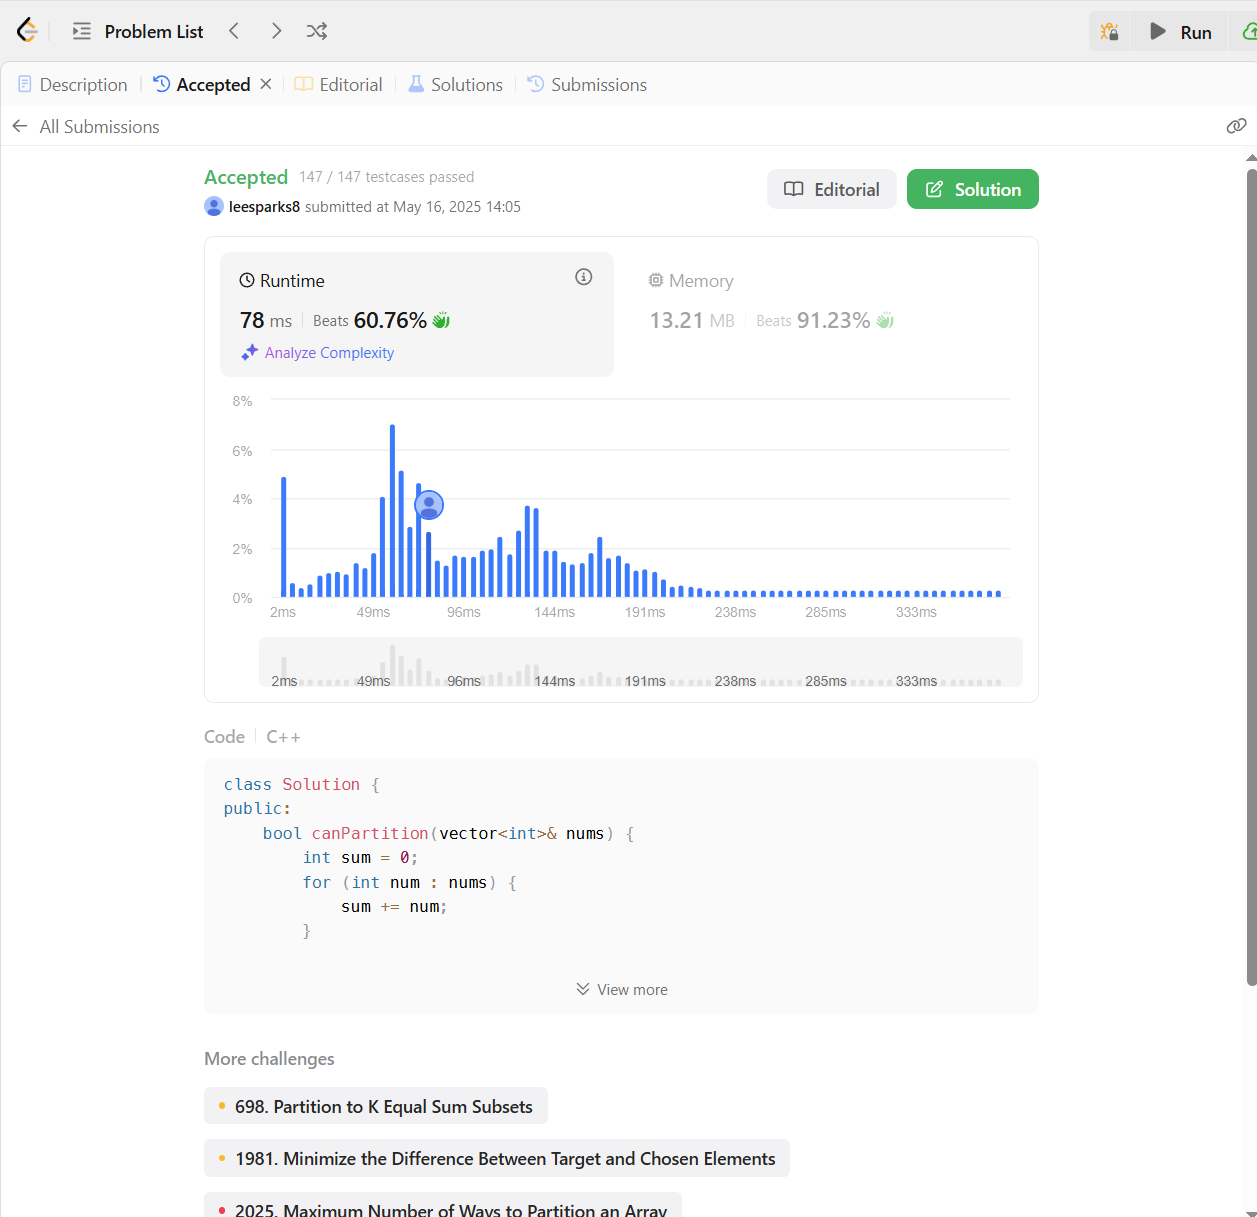 Problem List
Run
Description
Accepted
Editorial
Solutions
Submissions
All Submissions
Accepted 147 / 147 testcases passed
leesparks8 submitted at May 16, 2025 14:05
Editorial
Solution
Runtime
78 ms Beats 60.76%
Analyze Complexity
Memory
13.21 MB Beats 91.23%
8%
6%
4%
2%
0%
2ms 49ms 96ms 144ms 191ms 238ms 285ms 333ms
2ms 49ms 96ms 144ms 191ms 238ms 285ms 333ms
Code C++
class Solution {
public:
    bool canPartition(vector<int>& nums) {
        int sum = 0;
        for (int num : nums) {
            sum += num;
        }
View more
More challenges
698. Partition to K Equal Sum Subsets
1981. Minimize the Difference Between Target and Chosen Elements
2025. Maximum Number of Ways to Partition an Array